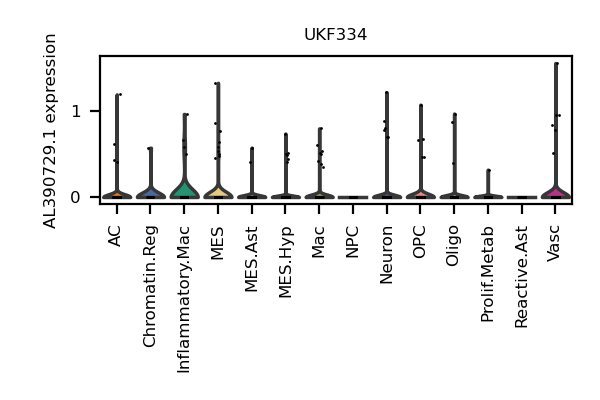 UKF334
AL390729.1 expression
1
0
AC
Chromatin.Reg
Inflammatory.Mac
MES
MES.Ast
MES.Hyp
Mac
NPC
Neuron
OPC
Oligo
Prolif.Metab
Reactive.Ast
Vasc